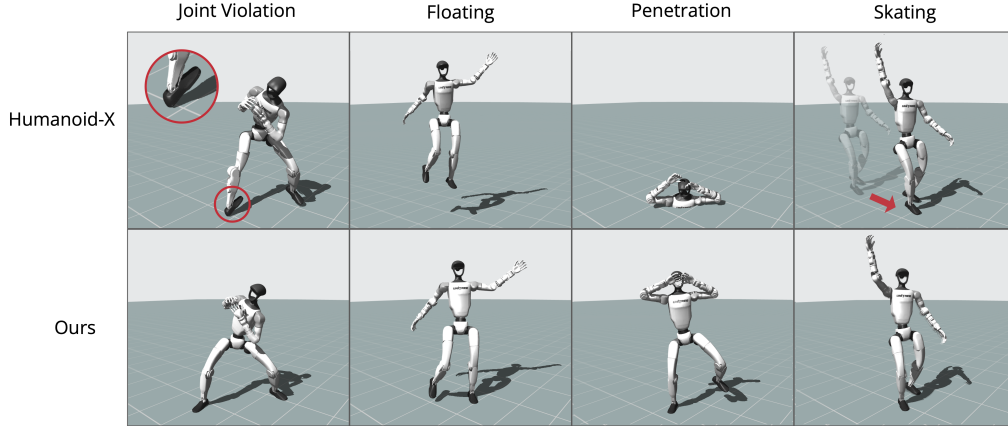 Joint Violation
Floating
Penetration
Skating
Humanoid-X
Ours